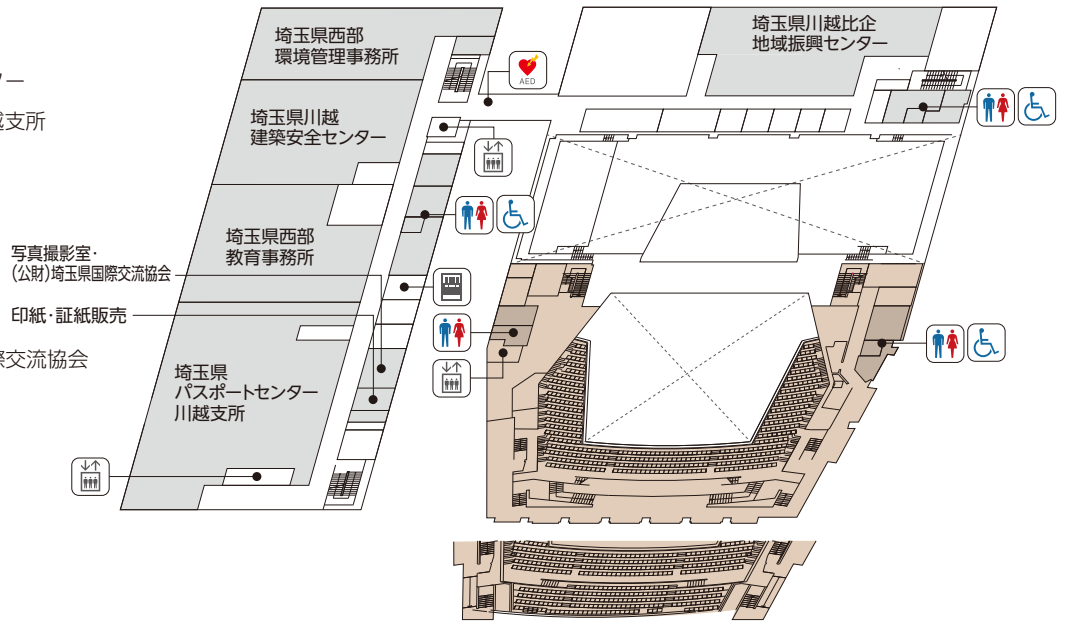 埼玉県西部
環境管理事務所
埼玉県川越比企
地域振興センター
AED
ター
支所
埼玉県川越
建築安全センター
写真撮影室・
(公財)埼玉県国際交流協会
埼玉県西部
教育事務所
印紙・証紙販売
際交流協会
埼玉県
パスポートセンター
川越支所